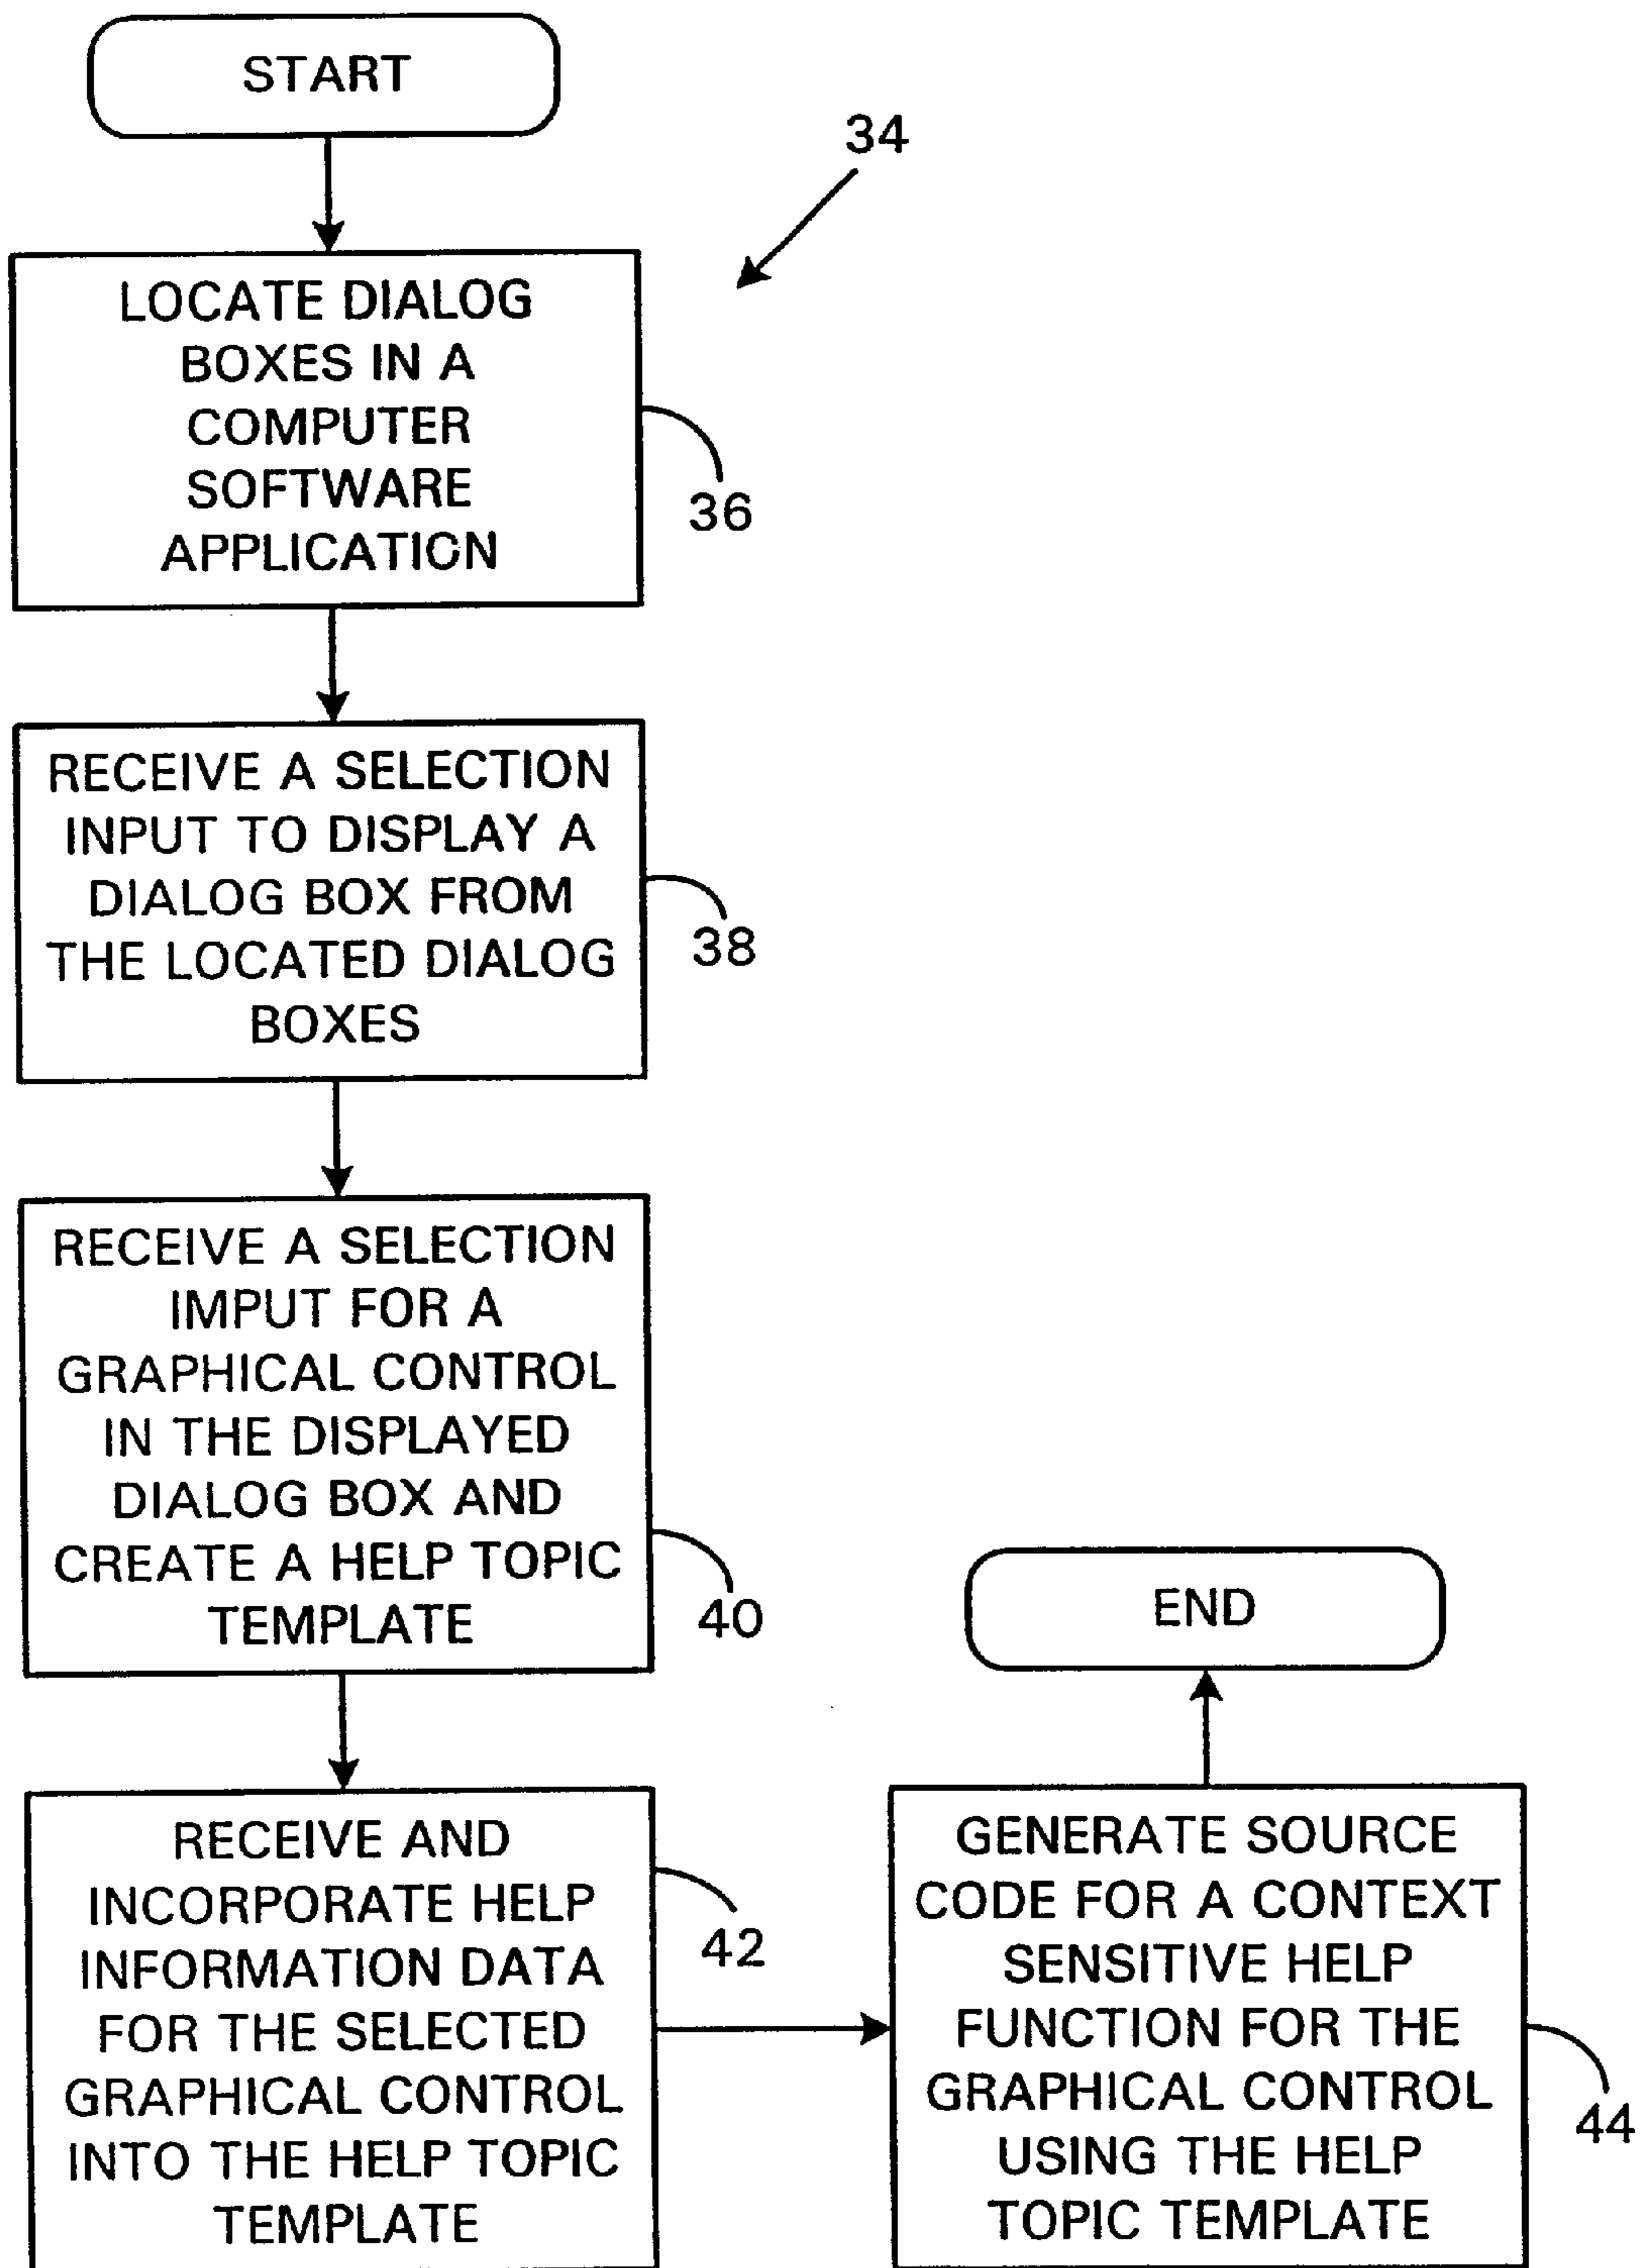 START
34
LOCATE DIALOG
BOXES IN A
COMPUTER
SOFTWARE
APPLICATION
36
RECEIVE A SELECTION
INPUT TO DISPLAY A
DIALOG BOX FROM
THE LOCATED DIALOG
BOXES
38
RECEIVE A SELECTION
IMPUT FOR A
GRAPHICAL CONTROL
IN THE DISPLAYED
DIALOG BOX AND
CREATE A HELP TOPIC
TEMPLATE
40
RECEIVE AND
INCORPORATE HELP
INFORMATION DATA
FOR THE SELECTED
GRAPHICAL CONTROL
INTO THE HELP TOPIC
TEMPLATE
42
GENERATE SOURCE
CODE FOR A CONTEXT
SENSITIVE HELP
FUNCTION FOR THE
GRAPHICAL CONTROL
USING THE HELP
TOPIC TEMPLATE
44
END